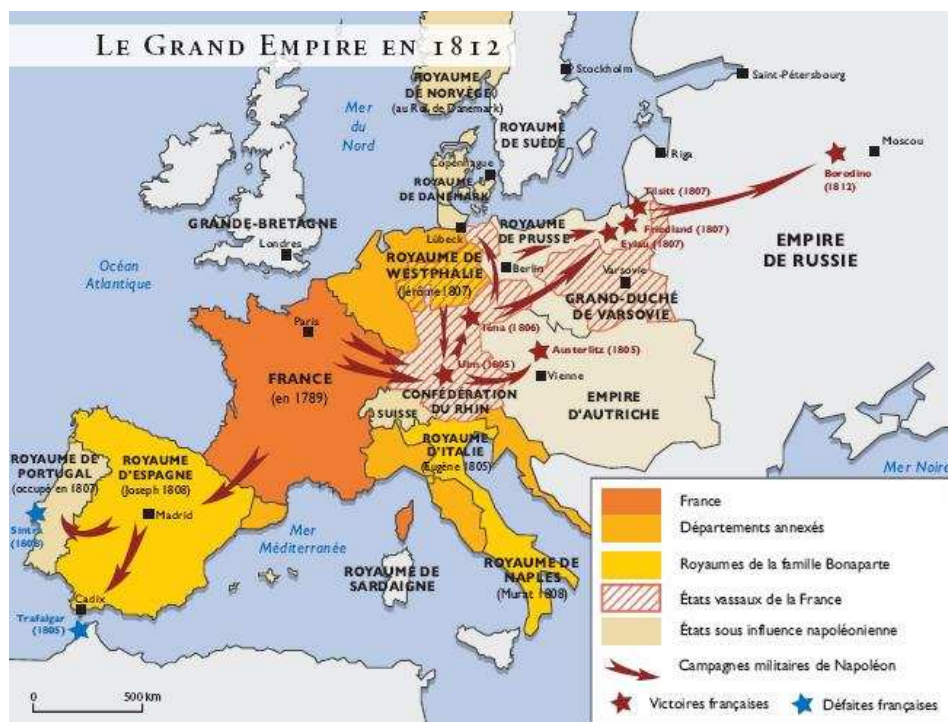 LE GRAND EMPIRE EN 1812
Stockholm
Saint-Pétersbourg
ROYAUME
DE NORVÈGE
(au Roi de Danemark)
Mer
du
Nord
ROYAUME
DE SUÈDE
Riga
Moscou
Copenhague
ROYAUME
DE DANEMARK
Borodino
(1812)
Tilsitt (1807)
Friedland (1807)
Eylau (1807)
GRANDE-BRETAGNE
Londres
Lübeck
ROYAUME
DE PRUSSE
EMPIRE
DE RUSSIE
ROYAUME DE
WESTPHALIE
(Jérôme 1807)
Berlin
Varsovie
GRAND-DUCHÉ
DE VARSOVIE
Océan
Atlantique
Paris
Iéna (1806)
Austerlitz (1805)
Ulm (1805)
Vienne
FRANCE
(en 1789)
CONFÉDÉRATION
DU RHIN
SUISSE
EMPIRE
D'AUTRICHE
ROYAUME
D'ITALIE
(Eugène 1805)
ROYAUME DE
PORTUGAL
(occupé en 1807)
ROYAUME
D'ESPAGNE
(Joseph 1808)
Mer Noire
Sintra
(1808)
Madrid
Mer
Méditerranée
ROYAUME DE
SARDAIGNE
ROYAUME DE
NAPLES
(Murat 1808)
Cadix
Trafalgar
(1805)
France
Départements annexés
Royaumes de la famille Bonaparte
États vassaux de la France
États sous influence napoléonienne
Campagnes militaires de Napoléon
Victoires françaises
Défaites françaises
0
500 km